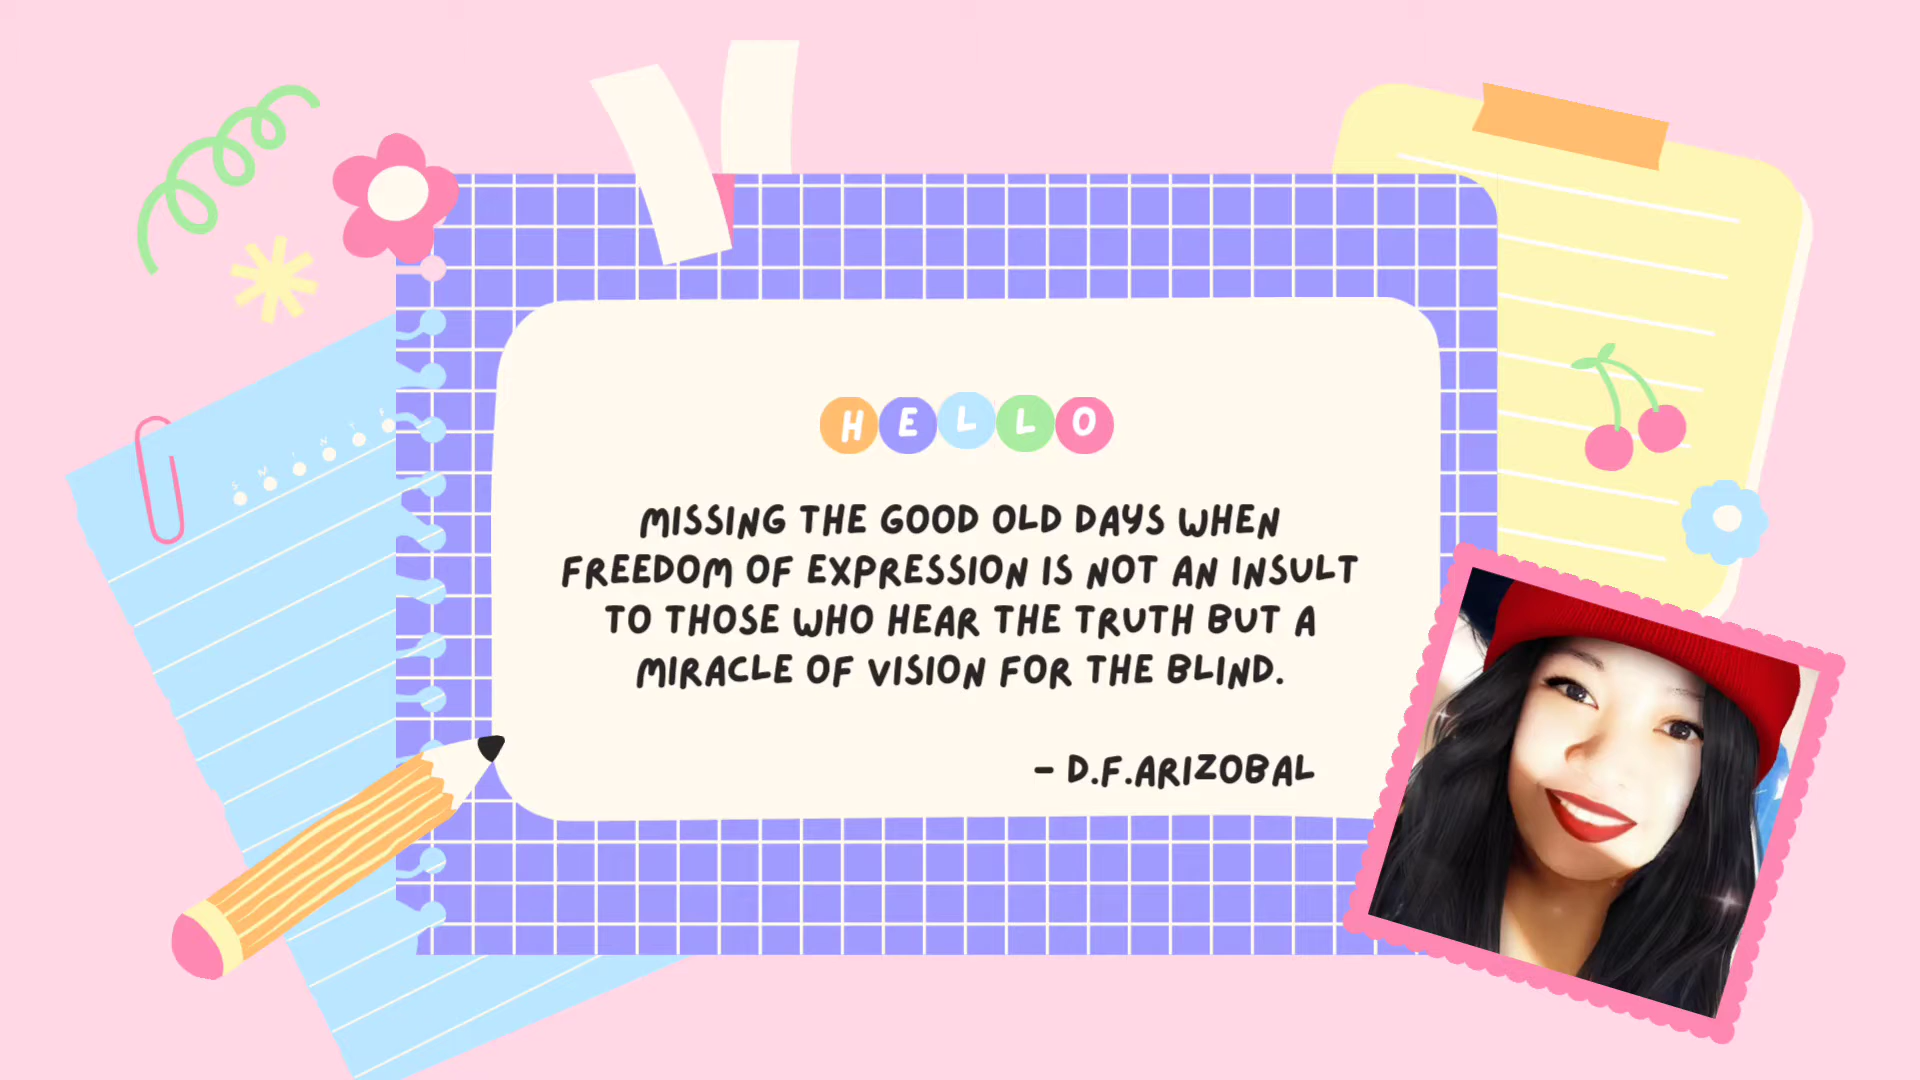 HELLO
MISSING THE GOOD OLD DAYS WHEN
FREEDOM OF EXPRESSION IS NOT AN INSULT
TO THOSE WHO HEAR THE TRUTH BUT A
MIRACLE OF VISION FOR THE BLIND.
- D.F.ARIZOBAL